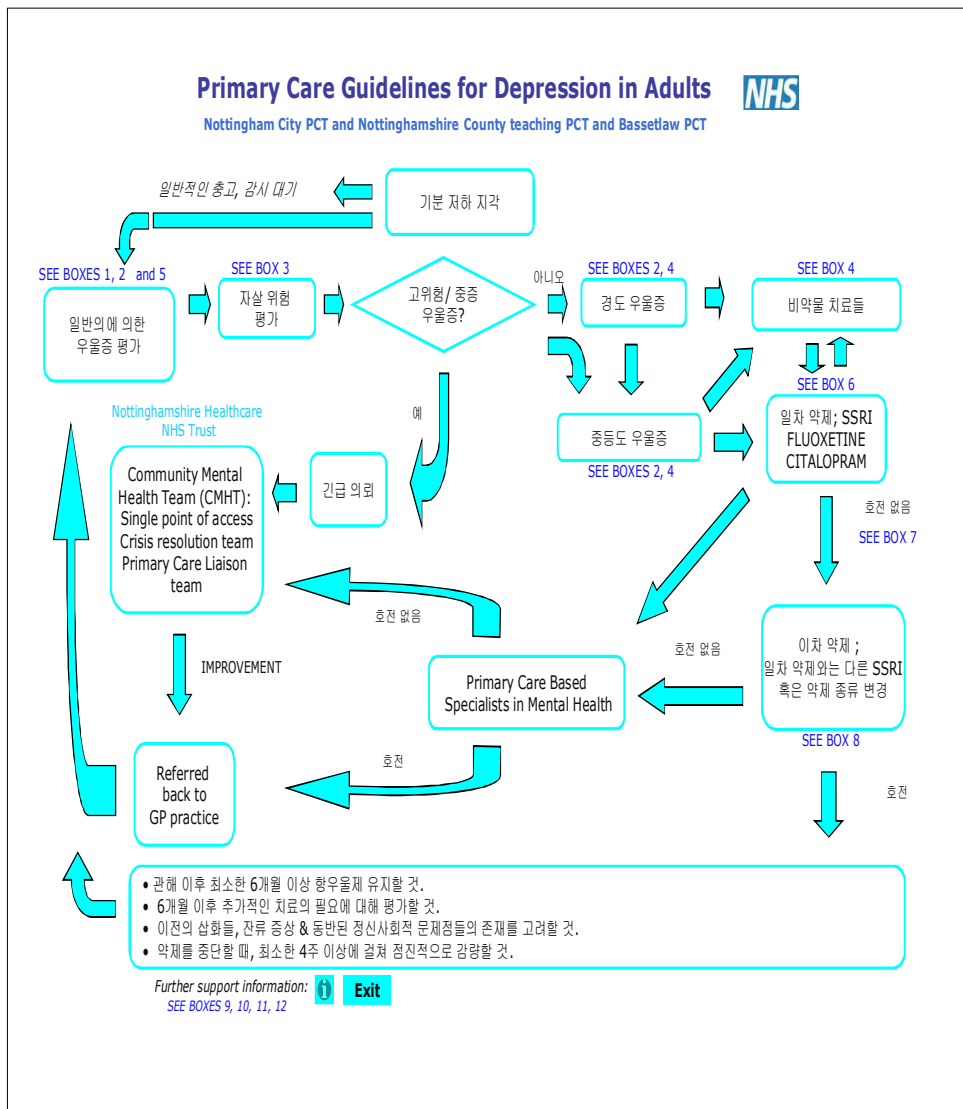 Primary Care Guidelines for Depression in Adults
NHS
Nottingham City PCT and Nottinghamshire County teaching PCT and Bassetlaw PCT
일반적인 충고, 감시 대기
기분 저하 지각
SEE BOXES 1, 2 and 5
일반의에 의한
우울증 평가
SEE BOX 3
자살 위험
평가
고위험/ 중증
우울증?
아니오
SEE BOXES 2, 4
경도 우울증
SEE BOX 4
비약물 치료들
예
중등도 우울증
SEE BOXES 2, 4
SEE BOX 6
일차 약제; SSRI
FLUOXETINE
CITALOPRAM
Nottinghamshire Healthcare
NHS Trust
Community Mental
Health Team (CMHT):
Single point of access
Crisis resolution team
Primary Care Liaison
team
긴급 의뢰
호전 없음
SEE BOX 7
호전 없음
호전 없음
이차 약제 ;
일차 약제와는 다른 SSRI
혹은 약제 종류 변경
SEE BOX 8
IMPROVEMENT
Primary Care Based
Specialists in Mental Health
호전
호전
Referred
back to
GP practice
• 관해 이후 최소한 6개월 이상 항우울제 유지할 것.
• 6개월 이후 추가적인 치료의 필요에 대해 평가할 것.
• 이전의 삽화들, 잔류 증상 & 동반된 정신사회적 문제점들의 존재를 고려할 것.
• 약제를 중단할 때, 최소한 4주 이상에 걸쳐 점진적으로 감량할 것.
Further support information:
i
Exit
SEE BOXES 9, 10, 11, 12